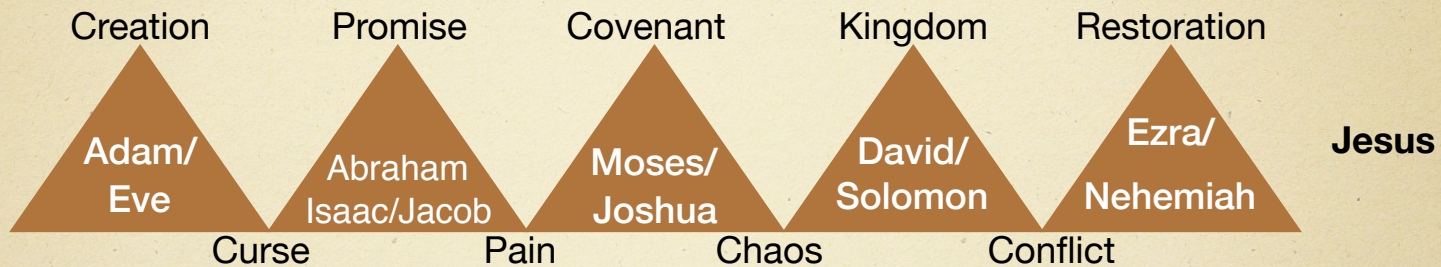 Creation Promise Covenant Kingdom Restoration
Adam/
Eve
Abraham
Isaac/Jacob
Moses/
Joshua
David/
Solomon
Ezra/
Nehemiah
Jesus
Curse Pain Chaos Conflict